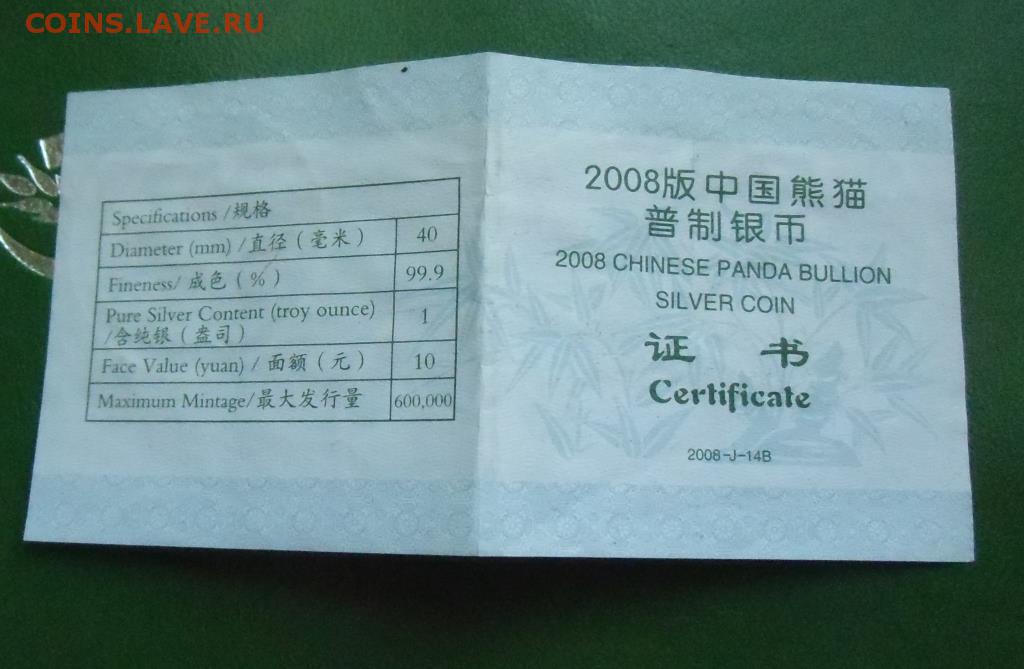 COINS.LAVE.RU
Specifications /规格
Diameter (mm) /直径（毫米） 40
Fineness/ 成色（%） 99.9
Pure Silver Content (troy ounce)
/含纯银（盎司） 1
Face Value (yuan) / 面额（元） 10
Maximum Mintage/最大发行量 600,000
2008版中国熊猫
普制银币
2008 CHINESE PANDA BULLION
SILVER COIN
证 书
Certificate
2008-J-14B